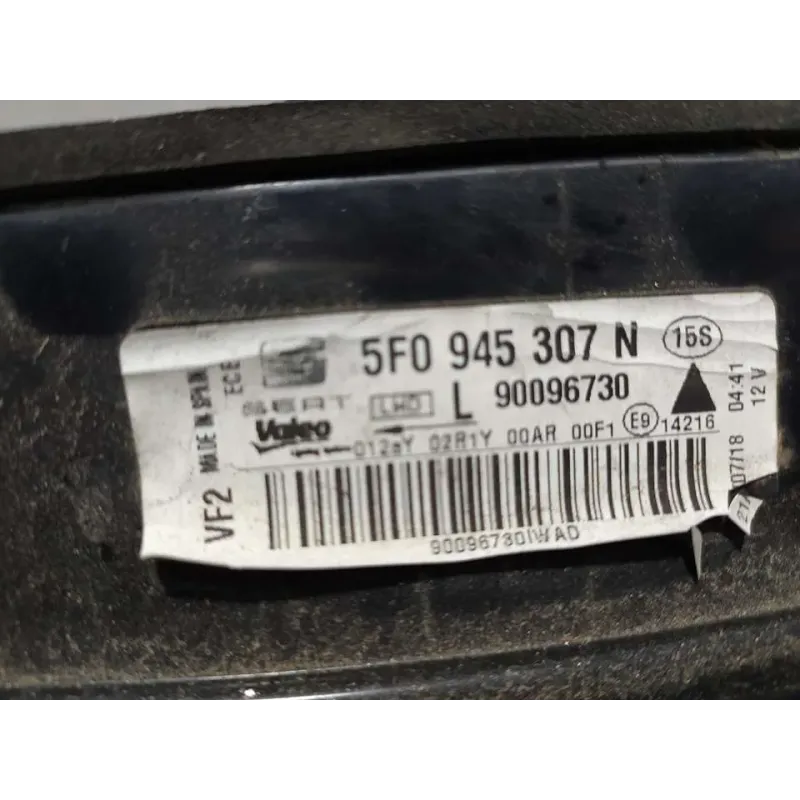 MADE IN SPAIN
ECE
5F0 945 307 N
15S
SEAT
LWD
L
90096730
Valeo
012aY 02R1Y 00AR 00F1
E9
14216
04:41
12 V
07/18
VF2
90096730IWAD